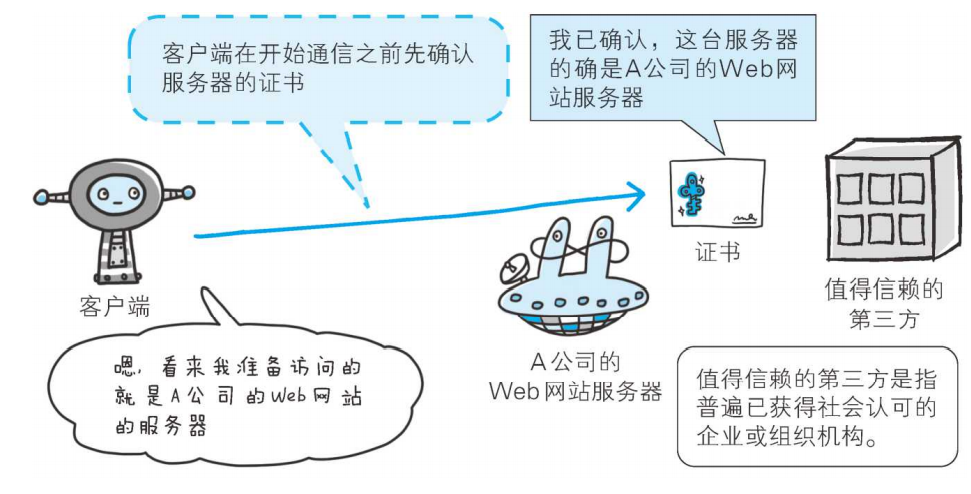 客户端在开始通信之前先确认
服务器的证书
我已确认，这台服务器
的确是A公司的Web网
站服务器
证书
客户端
值得信赖的
第三方
嗯，看来我准备访问的
就是A公司的Web网站
的服务器
A公司的
Web网站服务器
值得信赖的第三方是指
普遍已获得社会认可的
企业或组织机构。